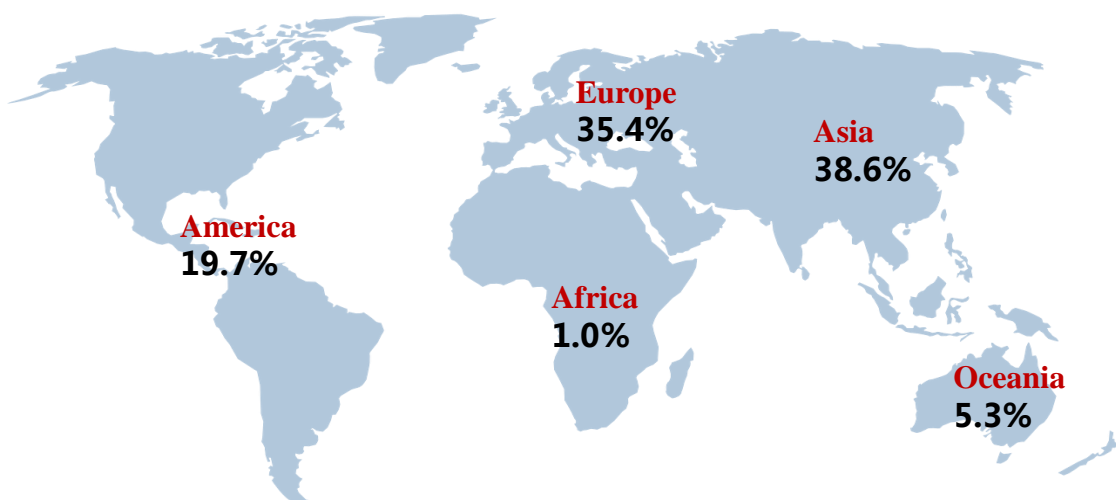 Europe
35.4%
Asia
38.6%
America
19.7%
Africa
1.0%
Oceania
5.3%